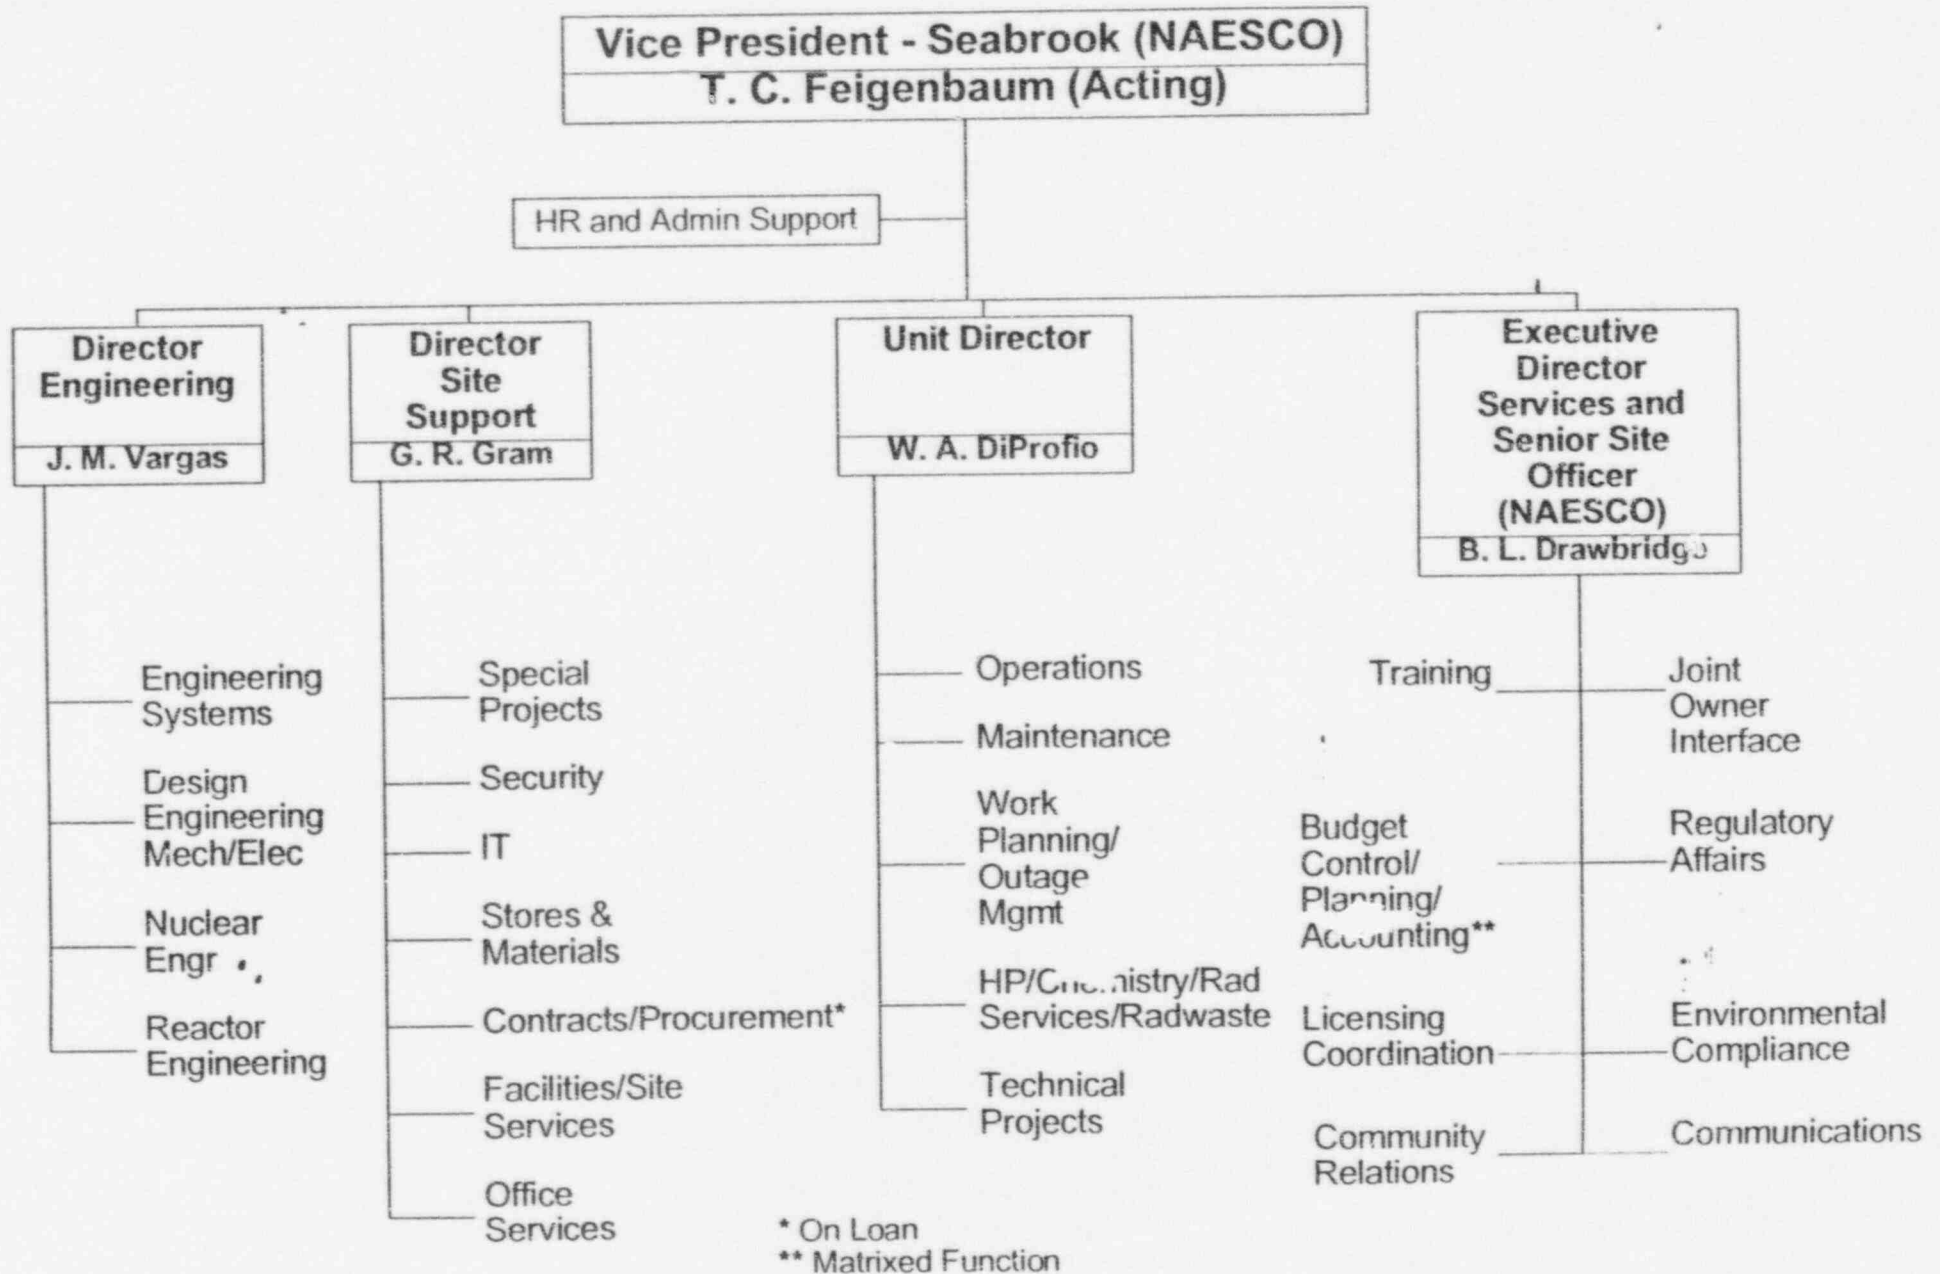 Vice President - Seabrook (NAESCO)
T. C. Feigenbaum (Acting)
HR and Admin Support
Director
Engineering
J. M. Vargas
Director
Site
Support
G. R. Gram
Unit Director
W. A. DiProfio
Executive
Director
Services and
Senior Site
Officer
(NAESCO)
B. L. Drawbridge
Engineering
Systems
Design
Engineering
Mech/Elec
Nuclear
Engr
Reactor
Engineering
Special
Projects
Security
IT
Stores &
Materials
Contracts/Procurement*
Facilities/Site
Services
Office
Services
Operations
Maintenance
Work
Planning/
Outage
Mgmt
HP/Chemistry/Rad
Services/Radwaste
Technical
Projects
Training
Budget
Control/
Planning/
Accounting**
Licensing
Coordination
Community
Relations
Joint
Owner
Interface
Regulatory
Affairs
Environmental
Compliance
Communications
* On Loan
** Matrixed Function